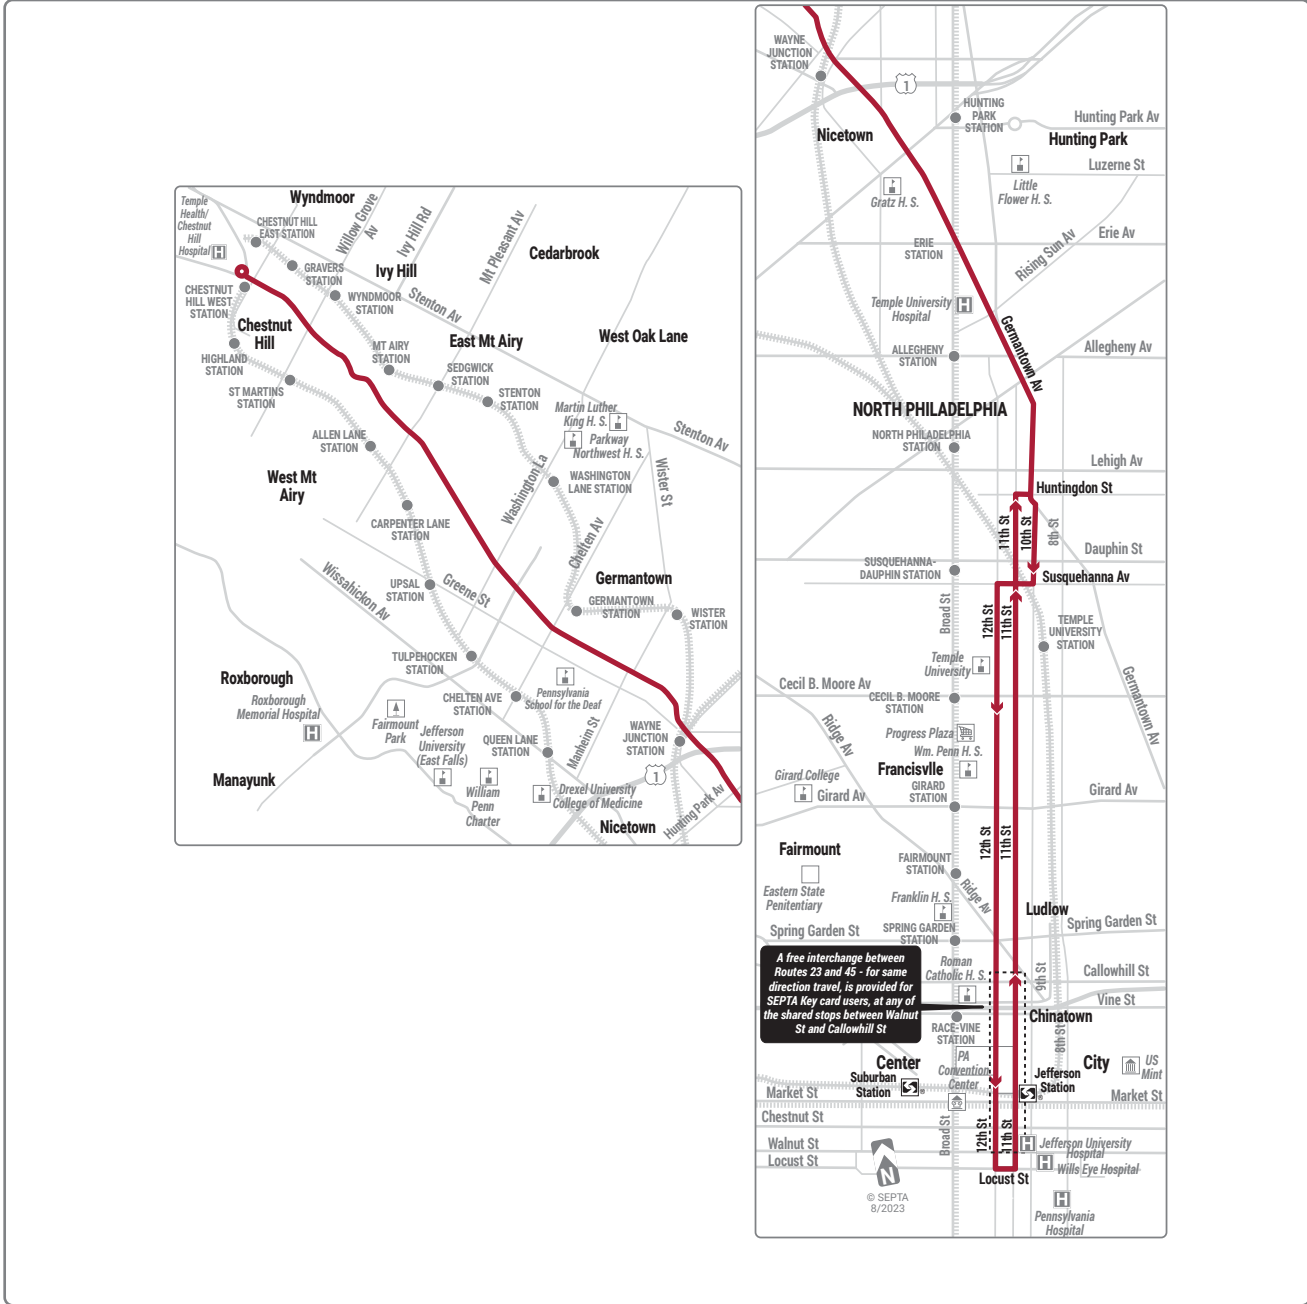 Wyndmoor
Temple
Health/
Chestnut
Hill
Hospital
H
CHESTNUT HILL
EAST STATION
Willow Grove
Av
Ivy Hill Rd
Mt Pleasant Av
Cedarbrook
GRAVERS
STATION
Ivy Hill
CHESTNUT
HILL WEST
STATION
WYNDMOOR
STATION
Stenton Av
Chestnut
Hill
MT AIRY
STATION
East Mt Airy
West Oak Lane
HIGHLAND
STATION
SEDGWICK
STATION
ST MARTINS
STATION
STENTON
STATION
Martin Luther
King H. S.
Parkway
Northwest H. S.
Stenton Av
ALLEN LANE
STATION
West Mt
Airy
Washington La
WASHINGTON
LANE STATION
Wister St
CARPENTER LANE
STATION
Chelten Av
Wissahickon Av
UPSAL
STATION
Greene St
Germantown
GERMANTOWN
STATION
WISTER
STATION
TULPEHOCKEN
STATION
Roxborough
Roxborough
Memorial Hospital
H
CHELTEN AVE
STATION
Pennsylvania
School for the Deaf
Fairmount
Park
Jefferson
University
(East Falls)
QUEEN LANE
STATION
Manheim St
WAYNE
JUNCTION
STATION
1
Manayunk
William
Penn
Charter
Drexel University
College of Medicine
Nicetown
Hunting Park Av
WAYNE
JUNCTION
STATION
1
HUNTING
PARK
STATION
Hunting Park Av
Nicetown
Hunting Park
Luzerne St
Gratz H. S.
Little
Flower H. S.
ERIE
STATION
Rising Sun Av
Erie Av
Temple University
Hospital
H
Germantown Av
ALLEGHENY
STATION
Allegheny Av
NORTH PHILADELPHIA
NORTH PHILADELPHIA
STATION
Lehigh Av
Huntingdon St
11th St
10th St
8th St
Dauphin St
SUSQUEHANNA-
DAUPHIN STATION
Susquehanna Av
Broad St
12th St
11th St
TEMPLE
UNIVERSITY
STATION
Temple
University
Cecil B. Moore Av
CECIL B. MOORE
STATION
Germantown Av
Ridge Av
Progress Plaza
Wm. Penn H. S.
Francisvlle
Girard College
GIRARD
STATION
Girard Av
Girard Av
12th St
11th St
Fairmount
FAIRMOUNT
STATION
Eastern State
Penitentiary
Ridge Av
Franklin H. S.
Ludlow
Spring Garden St
SPRING GARDEN
STATION
Spring Garden St
A free interchange between
Routes 23 and 45 - for same
direction travel, is provided for
SEPTA Key card users, at any of
the shared stops between Walnut
St and Callowhill St
Roman
Catholic H. S.
9th St
Callowhill St
Vine St
RACE-VINE
STATION
Chinatown
8th St
Center
PA
Convention
Center
City
US
Mint
Suburban
Station
®
Jefferson
Station
®
Market St
Market St
Chestnut St
Broad St
12th St
11th St
Walnut St
H
Jefferson University
Hospital
Locust St
H
Wills Eye Hospital
Locust St
N
© SEPTA
8/2023
H
Pennsylvania
Hospital